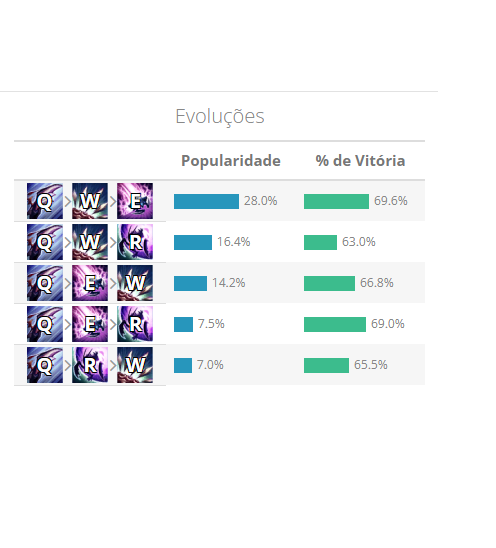 Evoluções
Popularidade % de Vitória
Q W E 28.0% 69.6%
Q W R 16.4% 63.0%
Q E W 14.2% 66.8%
Q E R 7.5% 69.0%
Q R W 7.0% 65.5%